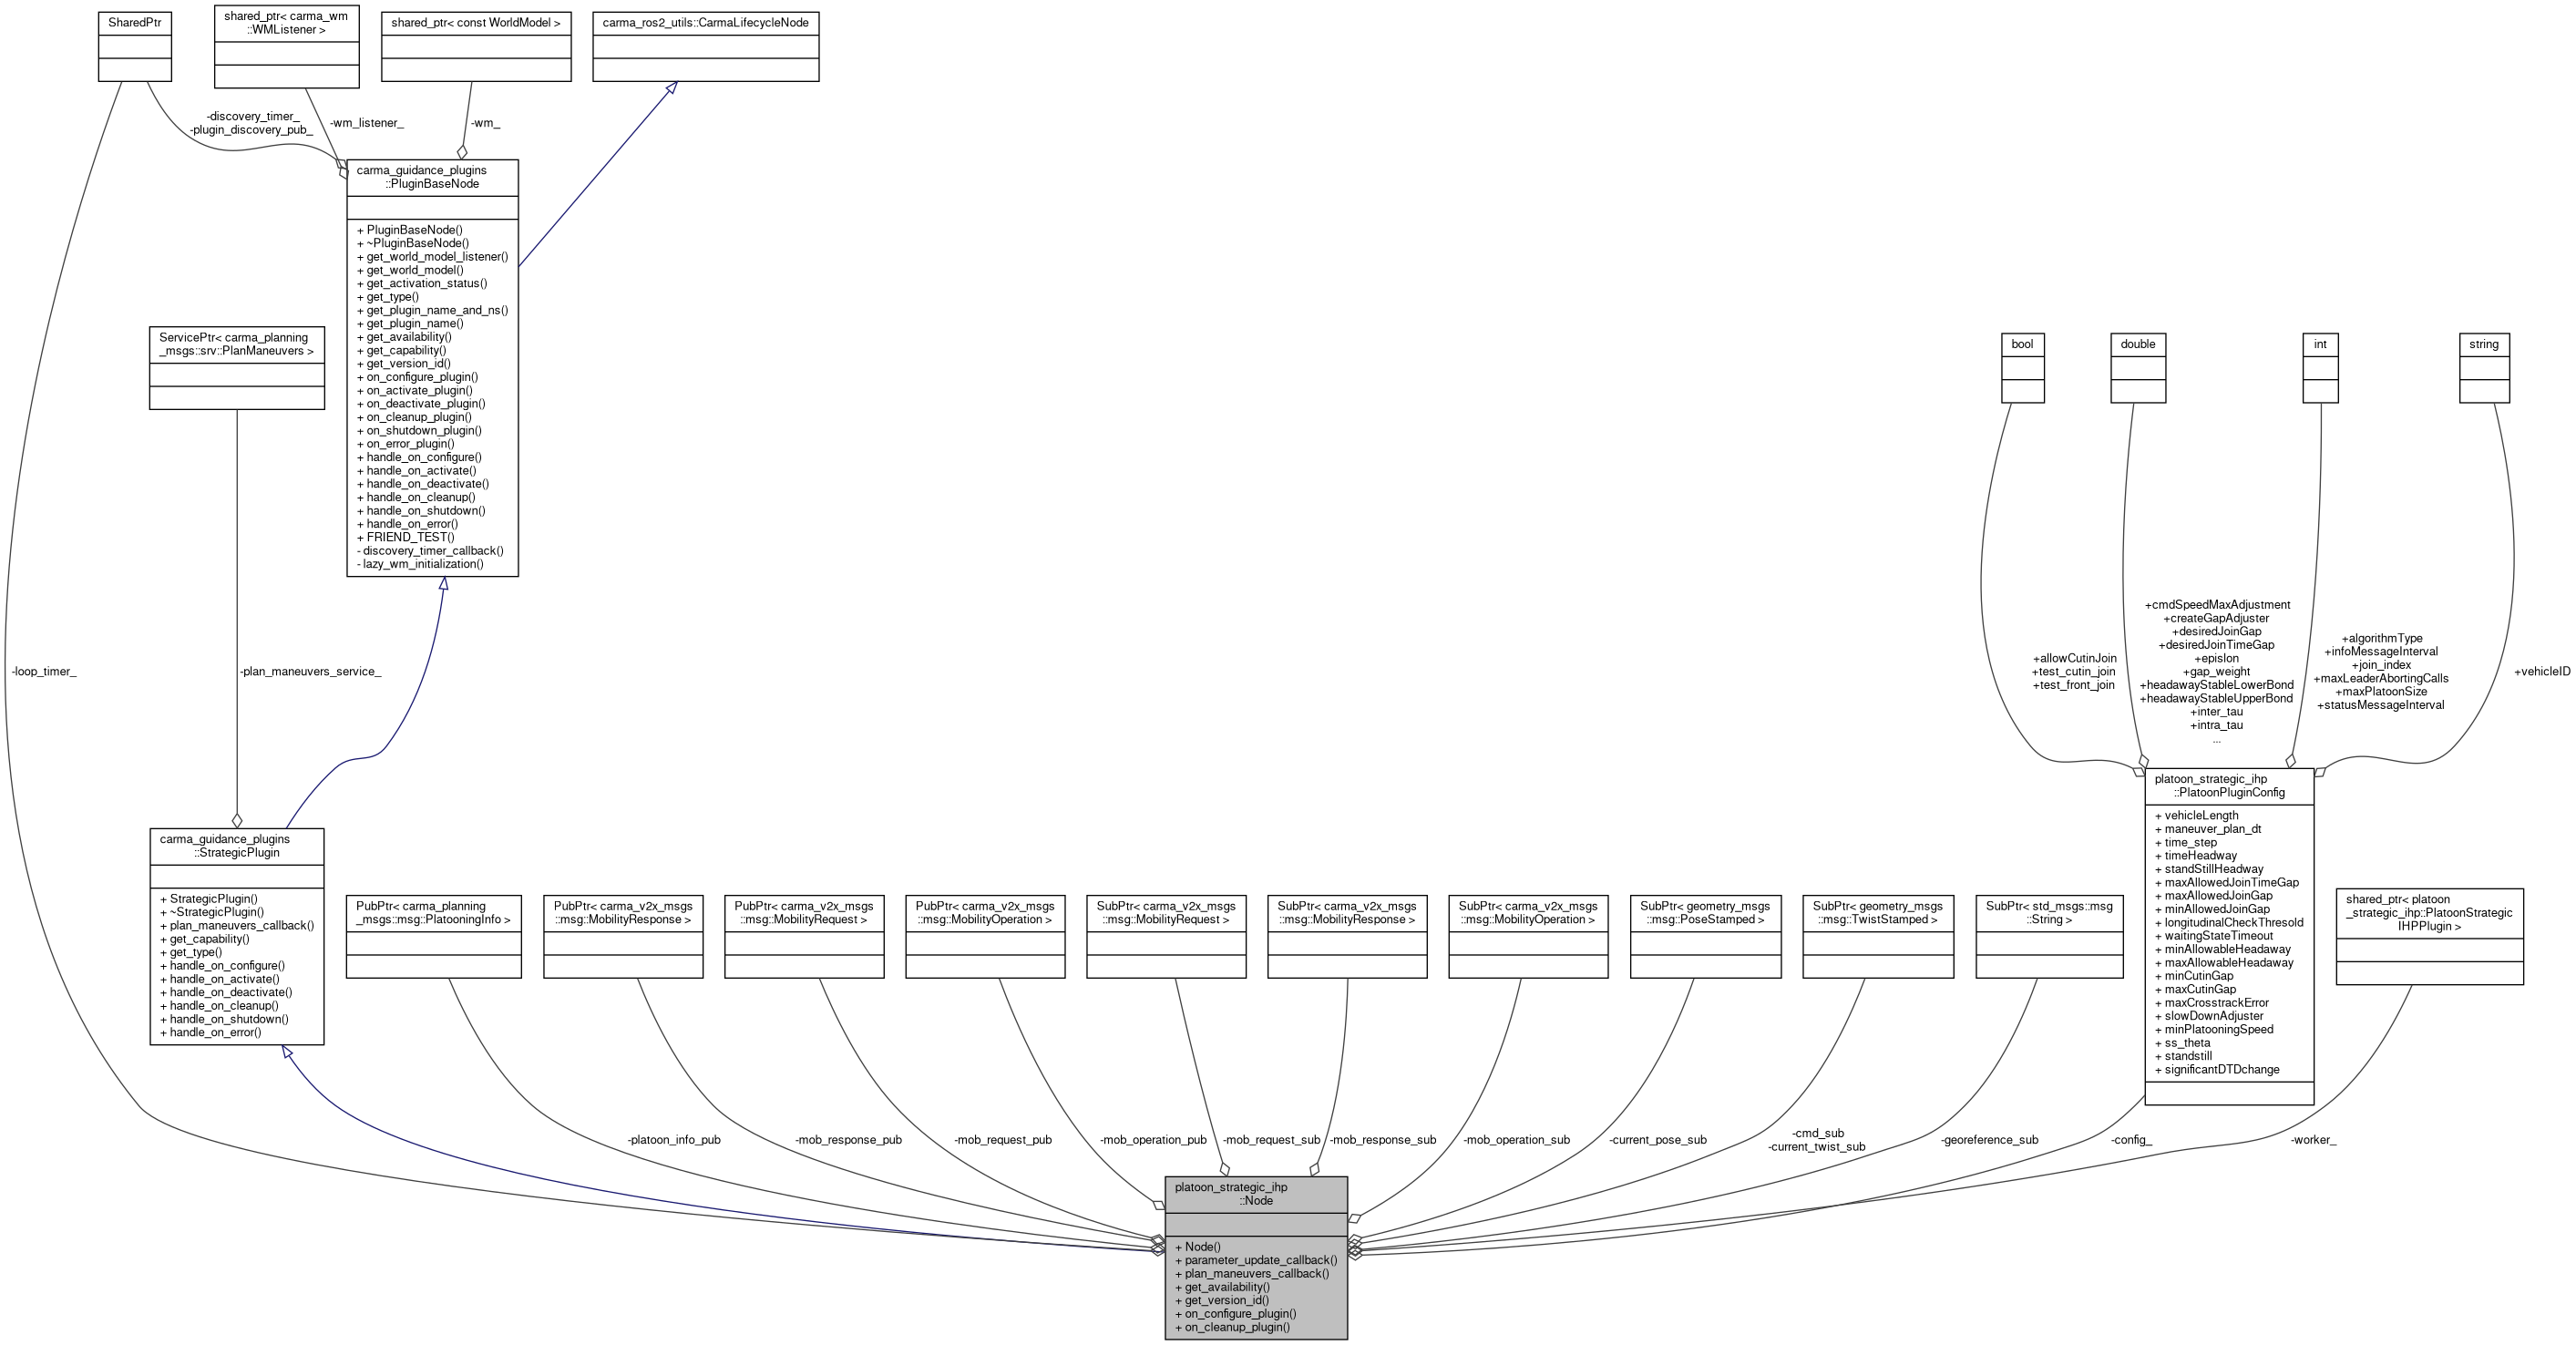 SharedPtr
shared_ptr< carma_wm
::WMListener >
shared_ptr< const WorldModel >
carma_ros2_utils::CarmaLifecycleNode
-discovery_timer_
-plugin_discovery_pub_
-wm_listener_
-wm_
carma_guidance_plugins
::PluginBaseNode
+ PluginBaseNode()
+ ~PluginBaseNode()
+ get_world_model_listener()
+ get_world_model()
+ get_activation_status()
+ get_type()
+ get_plugin_name_and_ns()
+ get_plugin_name()
+ get_availability()
+ get_capability()
+ get_version_id()
+ on_configure_plugin()
+ on_activate_plugin()
+ on_deactivate_plugin()
+ on_cleanup_plugin()
+ on_shutdown_plugin()
+ on_error_plugin()
+ handle_on_configure()
+ handle_on_activate()
+ handle_on_deactivate()
+ handle_on_cleanup()
+ handle_on_shutdown()
+ handle_on_error()
+ FRIEND_TEST()
- discovery_timer_callback()
- lazy_wm_initialization()
ServicePtr< carma_planning
_msgs::srv::PlanManeuvers >
bool
double
int
string
-loop_timer_
-plan_maneuvers_service_
+allowCutinJoin
+test_cutin_join
+test_front_join
+cmdSpeedMaxAdjustment
+createGapAdjuster
+desiredJoinGap
+desiredJoinTimeGap
+epislon
+gap_weight
+headawayStableLowerBond
+headawayStableUpperBond
+inter_tau
+intra_tau
...
+algorithmType
+infoMessageInterval
+join_index
+maxLeaderAbortingCalls
+maxPlatoonSize
+statusMessageInterval
+vehicleID
carma_guidance_plugins
::StrategicPlugin
+ StrategicPlugin()
+ ~StrategicPlugin()
+ plan_maneuvers_callback()
+ get_capability()
+ get_type()
+ handle_on_configure()
+ handle_on_activate()
+ handle_on_deactivate()
+ handle_on_cleanup()
+ handle_on_shutdown()
+ handle_on_error()
PubPtr< carma_planning
_msgs::msg::PlatooningInfo >
PubPtr< carma_v2x_msgs
::msg::MobilityResponse >
PubPtr< carma_v2x_msgs
::msg::MobilityRequest >
PubPtr< carma_v2x_msgs
::msg::MobilityOperation >
SubPtr< carma_v2x_msgs
::msg::MobilityRequest >
SubPtr< carma_v2x_msgs
::msg::MobilityResponse >
SubPtr< carma_v2x_msgs
::msg::MobilityOperation >
SubPtr< geometry_msgs
::msg::PoseStamped >
SubPtr< geometry_msgs
::msg::TwistStamped >
SubPtr< std_msgs::msg
::String >
platoon_strategic_ihp
::PlatoonPluginConfig
+ vehicleLength
+ maneuver_plan_dt
+ time_step
+ timeHeadway
+ standStillHeadway
+ maxAllowedJoinTimeGap
+ maxAllowedJoinGap
+ minAllowedJoinGap
+ longitudinalCheckThresold
+ waitingStateTimeout
+ minAllowableHeadaway
+ maxAllowableHeadaway
+ minCutinGap
+ maxCutinGap
+ maxCrosstrackError
+ slowDownAdjuster
+ minPlatooningSpeed
+ ss_theta
+ standstill
+ significantDTDchange
shared_ptr< platoon
_strategic_ihp::PlatoonStrategic
IHPPlugin >
-platoon_info_pub
-mob_response_pub
-mob_request_pub
-mob_operation_pub
-mob_request_sub
-mob_response_sub
-mob_operation_sub
-current_pose_sub
-cmd_sub
-current_twist_sub
-georeference_sub
-config_
-worker_
platoon_strategic_ihp
::Node
+ Node()
+ parameter_update_callback()
+ plan_maneuvers_callback()
+ get_availability()
+ get_version_id()
+ on_configure_plugin()
+ on_cleanup_plugin()